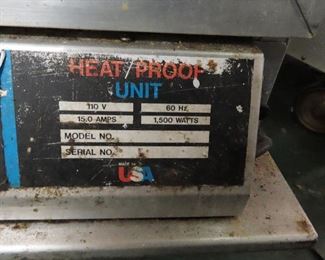 HEAT PROOF
UNIT
110 V 60 Hz
15.0 AMPS 1,500 WATTS
MODEL NO.
SERIAL NO.
MADE IN
USA